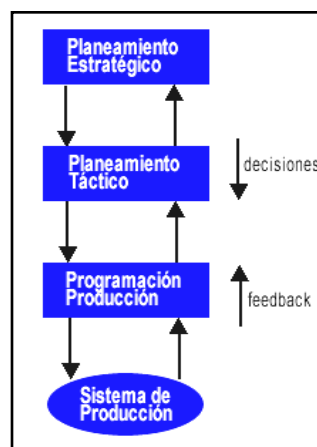 Planeamiento
Estratégico
Planeamiento
Táctico
decisiones
Programación
Producción
feedback
Sistema de
Producción